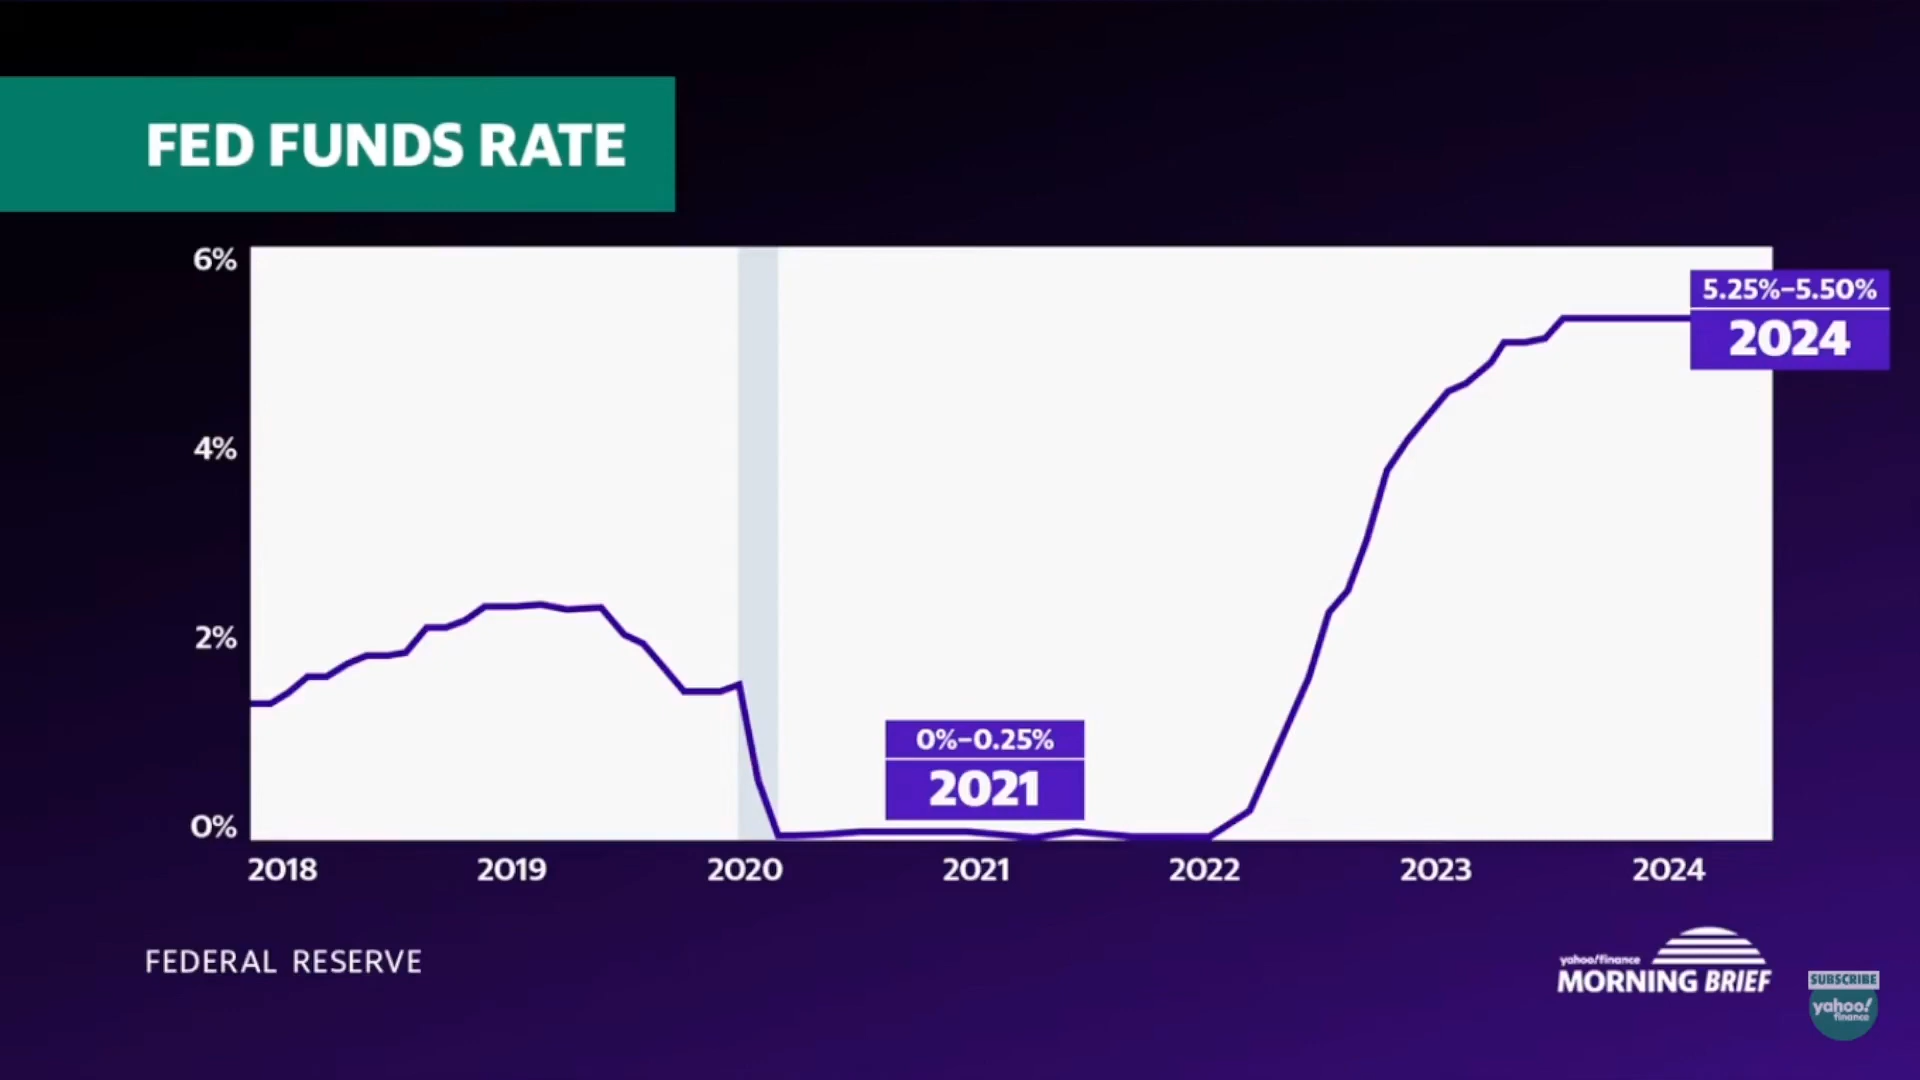 FED FUNDS RATE
6%
4%
2%
0%
5.25%–5.50%
2024
0%–0.25%
2021
2018 2019 2020 2021 2022 2023 2024
FEDERAL RESERVE
yahoo!finance
MORNING BRIEF
SUBSCRIBE
yahoo!
finance